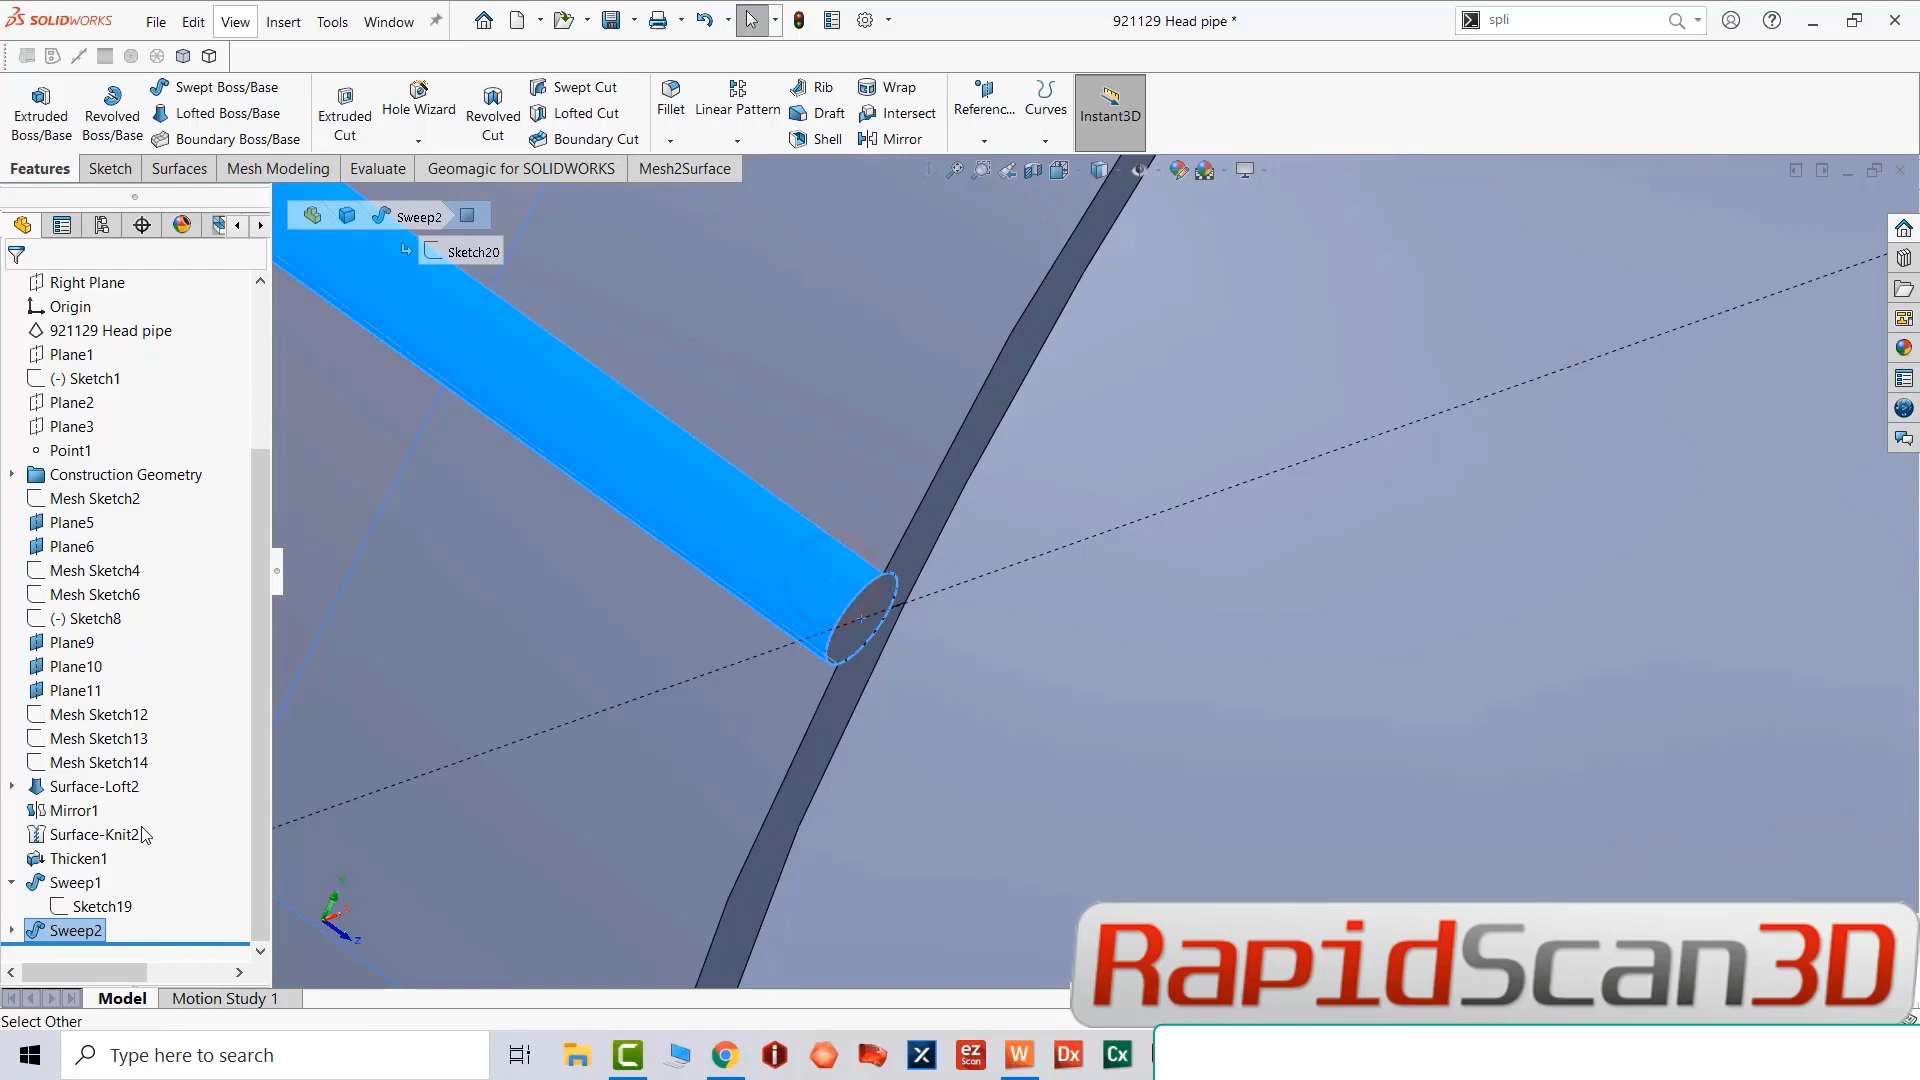 SOLIDWORKS
File
Edit
View
Insert
Tools
Window
921129 Head pipe *
spli
Extruded Boss/Base
Revolved Boss/Base
Swept Boss/Base
Lofted Boss/Base
Boundary Boss/Base
Extruded Cut
Hole Wizard
Revolved Cut
Swept Cut
Lofted Cut
Boundary Cut
Fillet
Linear Pattern
Rib
Draft
Shell
Wrap
Intersect
Mirror
Referenc...
Curves
Instant3D
Features
Sketch
Surfaces
Mesh Modeling
Evaluate
Geomagic for SOLIDWORKS
Mesh2Surface
Sweep2
Sketch20
Right Plane
Origin
921129 Head pipe
Plane1
(-) Sketch1
Plane2
Plane3
Point1
Construction Geometry
Mesh Sketch2
Plane5
Plane6
Mesh Sketch4
Mesh Sketch6
(-) Sketch8
Plane9
Plane10
Plane11
Mesh Sketch12
Mesh Sketch13
Mesh Sketch14
Surface-Loft2
Mirror1
Surface-Knit2
Thicken1
Sweep1
Sketch19
Sweep2
Z
RapidScan3D
Model
Motion Study 1
Select Other
Type here to search
C
X
ez Scan
W
Dx
Cx